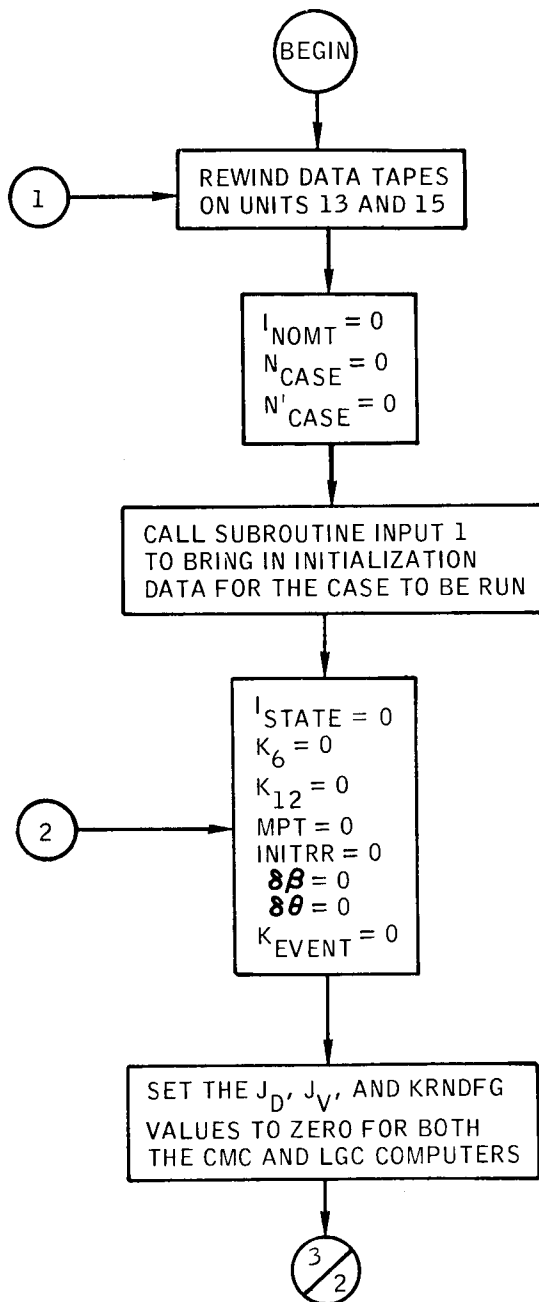 BEGIN
1
REWIND DATA TAPES
ON UNITS 13 AND 15
I_NOMT = 0
N_CASE = 0
N'_CASE = 0
CALL SUBROUTINE INPUT 1
TO BRING IN INITIALIZATION
DATA FOR THE CASE TO BE RUN
2
I_STATE = 0
K_6 = 0
K_12 = 0
MPT = 0
INITRR = 0
δβ = 0
δθ = 0
K_EVENT = 0
SET THE J_D, J_V, AND KRNDFG
VALUES TO ZERO FOR BOTH
THE CMC AND LGC COMPUTERS
3
2